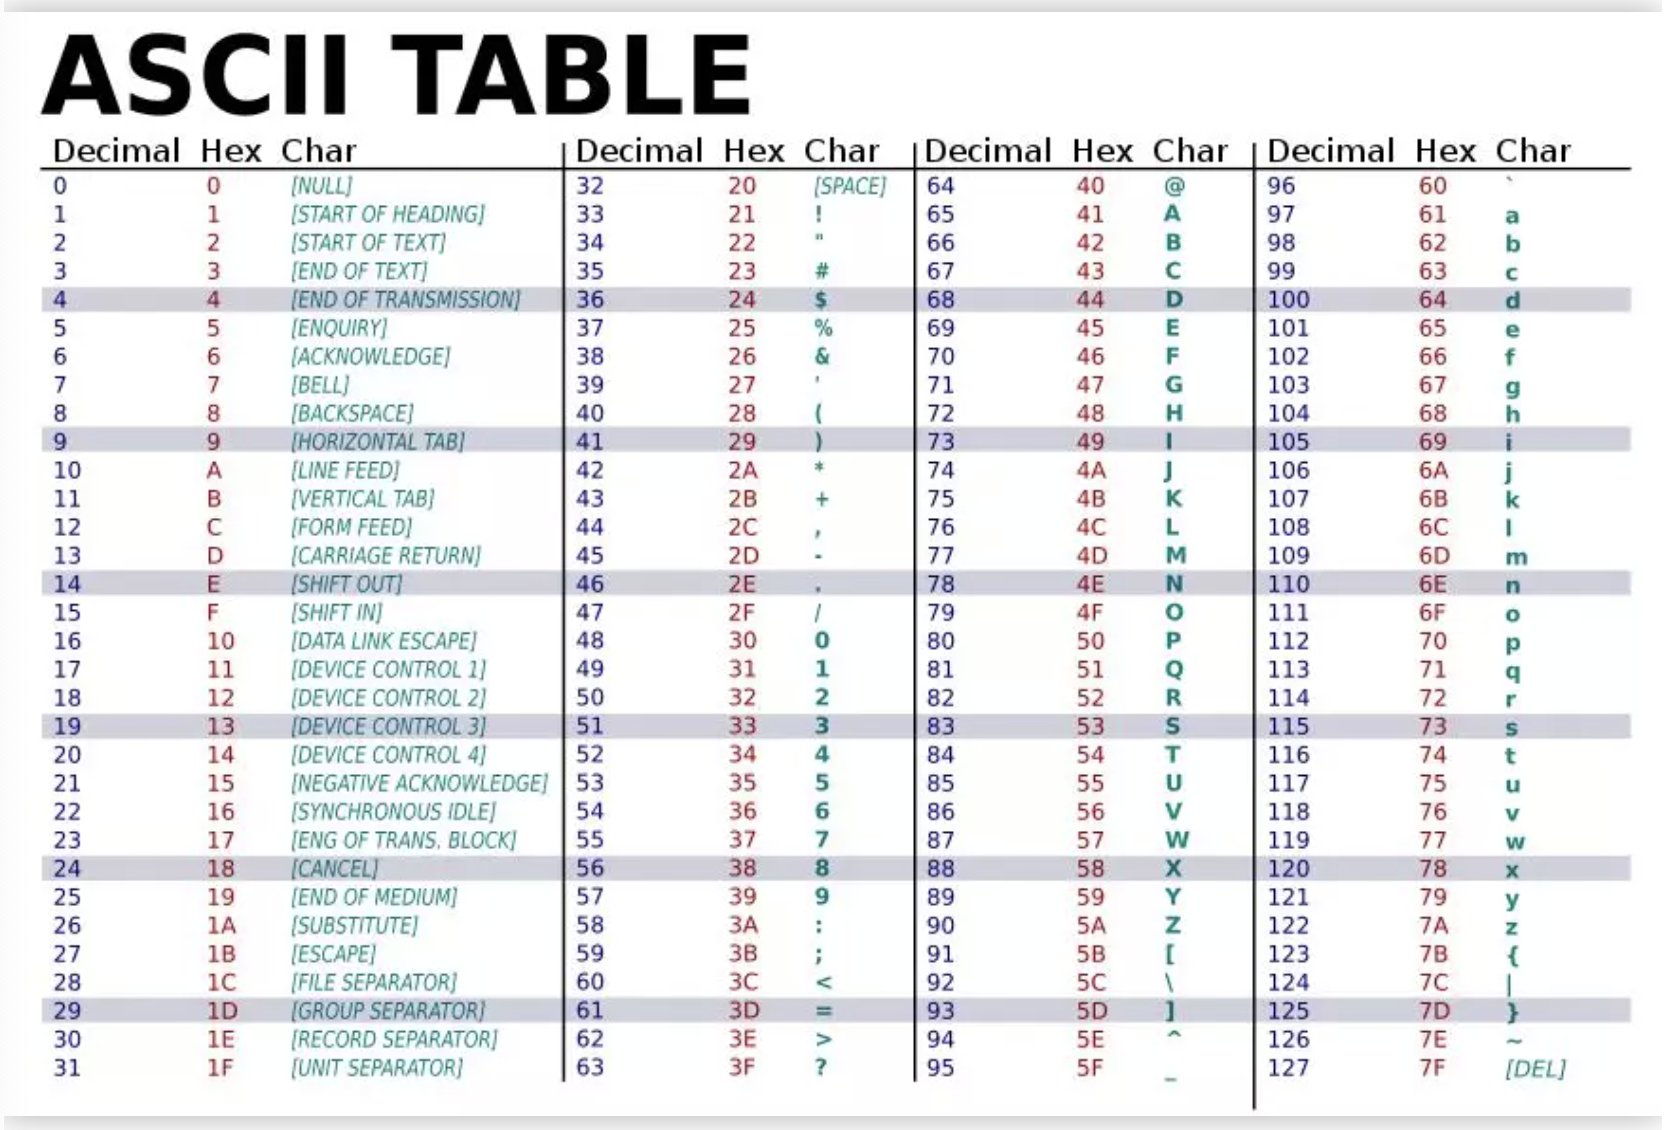 ASCII TABLE
Decimal Hex Char Decimal Hex Char Decimal Hex Char Decimal Hex Char
0 0 [NULL] 32 20 [SPACE] 64 40 @ 96 60 `
1 1 [START OF HEADING] 33 21 ! 65 41 A 97 61 a
2 2 [START OF TEXT] 34 22 " 66 42 B 98 62 b
3 3 [END OF TEXT] 35 23 # 67 43 C 99 63 c
4 4 [END OF TRANSMISSION] 36 24 $ 68 44 D 100 64 d
5 5 [ENQUIRY] 37 25 % 69 45 E 101 65 e
6 6 [ACKNOWLEDGE] 38 26 & 70 46 F 102 66 f
7 7 [BELL] 39 27 ' 71 47 G 103 67 g
8 8 [BACKSPACE] 40 28 ( 72 48 H 104 68 h
9 9 [HORIZONTAL TAB] 41 29 ) 73 49 I 105 69 i
10 A [LINE FEED] 42 2A * 74 4A J 106 6A j
11 B [VERTICAL TAB] 43 2B + 75 4B K 107 6B k
12 C [FORM FEED] 44 2C , 76 4C L 108 6C l
13 D [CARRIAGE RETURN] 45 2D - 77 4D M 109 6D m
14 E [SHIFT OUT] 46 2E . 78 4E N 110 6E n
15 F [SHIFT IN] 47 2F / 79 4F O 111 6F o
16 10 [DATA LINK ESCAPE] 48 30 0 80 50 P 112 70 p
17 11 [DEVICE CONTROL 1] 49 31 1 81 51 Q 113 71 q
18 12 [DEVICE CONTROL 2] 50 32 2 82 52 R 114 72 r
19 13 [DEVICE CONTROL 3] 51 33 3 83 53 S 115 73 s
20 14 [DEVICE CONTROL 4] 52 34 4 84 54 T 116 74 t
21 15 [NEGATIVE ACKNOWLEDGE] 53 35 5 85 55 U 117 75 u
22 16 [SYNCHRONOUS IDLE] 54 36 6 86 56 V 118 76 v
23 17 [ENG OF TRANS. BLOCK] 55 37 7 87 57 W 119 77 w
24 18 [CANCEL] 56 38 8 88 58 X 120 78 x
25 19 [END OF MEDIUM] 57 39 9 89 59 Y 121 79 y
26 1A [SUBSTITUTE] 58 3A : 90 5A Z 122 7A z
27 1B [ESCAPE] 59 3B ; 91 5B [ 123 7B {
28 1C [FILE SEPARATOR] 60 3C < 92 5C \ 124 7C |
29 1D [GROUP SEPARATOR] 61 3D = 93 5D ] 125 7D }
30 1E [RECORD SEPARATOR] 62 3E > 94 5E ^ 126 7E ~
31 1F [UNIT SEPARATOR] 63 3F ? 95 5F _ 127 7F [DEL]